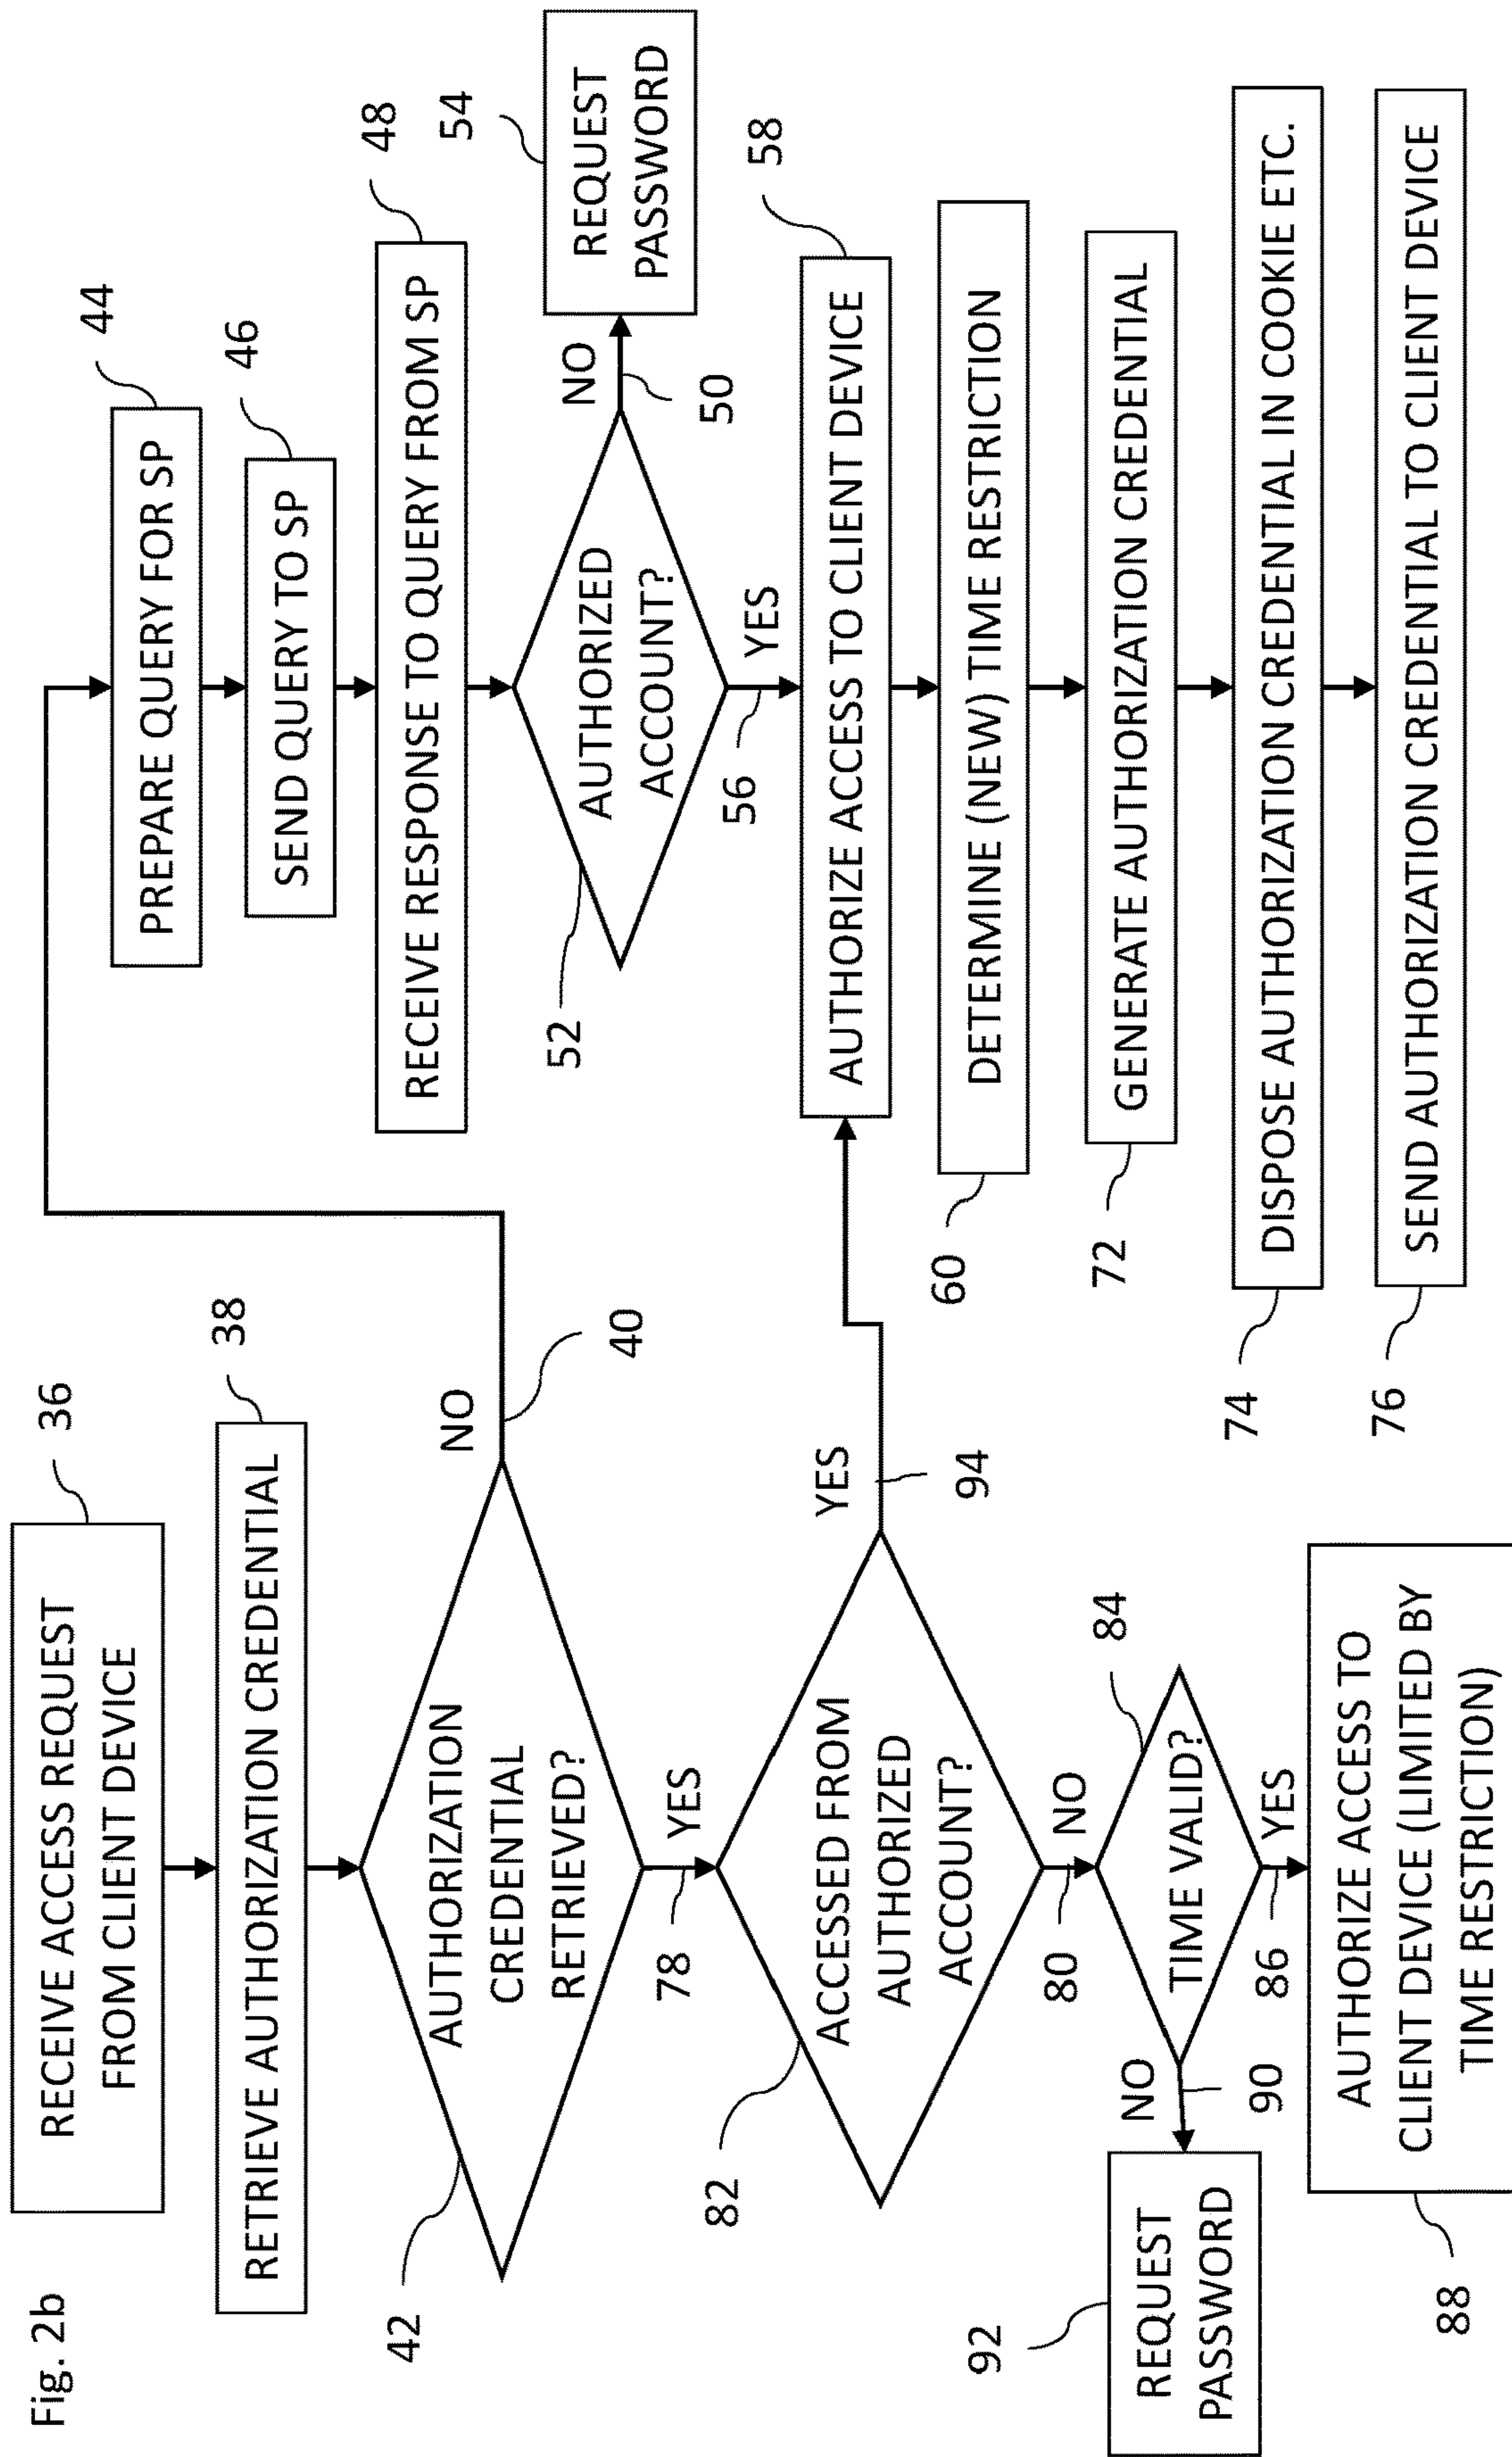 Fig. 2b
RECEIVE ACCESS REQUEST
FROM CLIENT DEVICE
36
RETRIEVE AUTHORIZATION CREDENTIAL
38
AUTHORIZATION
CREDENTIAL
RETRIEVED?
42
NO
40
YES
78
ACCESSED FROM
AUTHORIZED
ACCOUNT?
82
YES
94
NO
80
TIME VALID?
84
NO
90
REQUEST
PASSWORD
92
YES
86
AUTHORIZE ACCESS TO
CLIENT DEVICE (LIMITED BY
TIME RESTRICTION)
88
PREPARE QUERY FOR SP
44
SEND QUERY TO SP
46
RECEIVE RESPONSE TO QUERY FROM SP
48
AUTHORIZED
ACCOUNT?
52
NO
50
REQUEST
PASSWORD
54
YES
56
AUTHORIZE ACCESS TO CLIENT DEVICE
58
DETERMINE (NEW) TIME RESTRICTION
60
GENERATE AUTHORIZATION CREDENTIAL
72
DISPOSE AUTHORIZATION CREDENTIAL IN COOKIE ETC.
74
SEND AUTHORIZATION CREDENTIAL TO CLIENT DEVICE
76